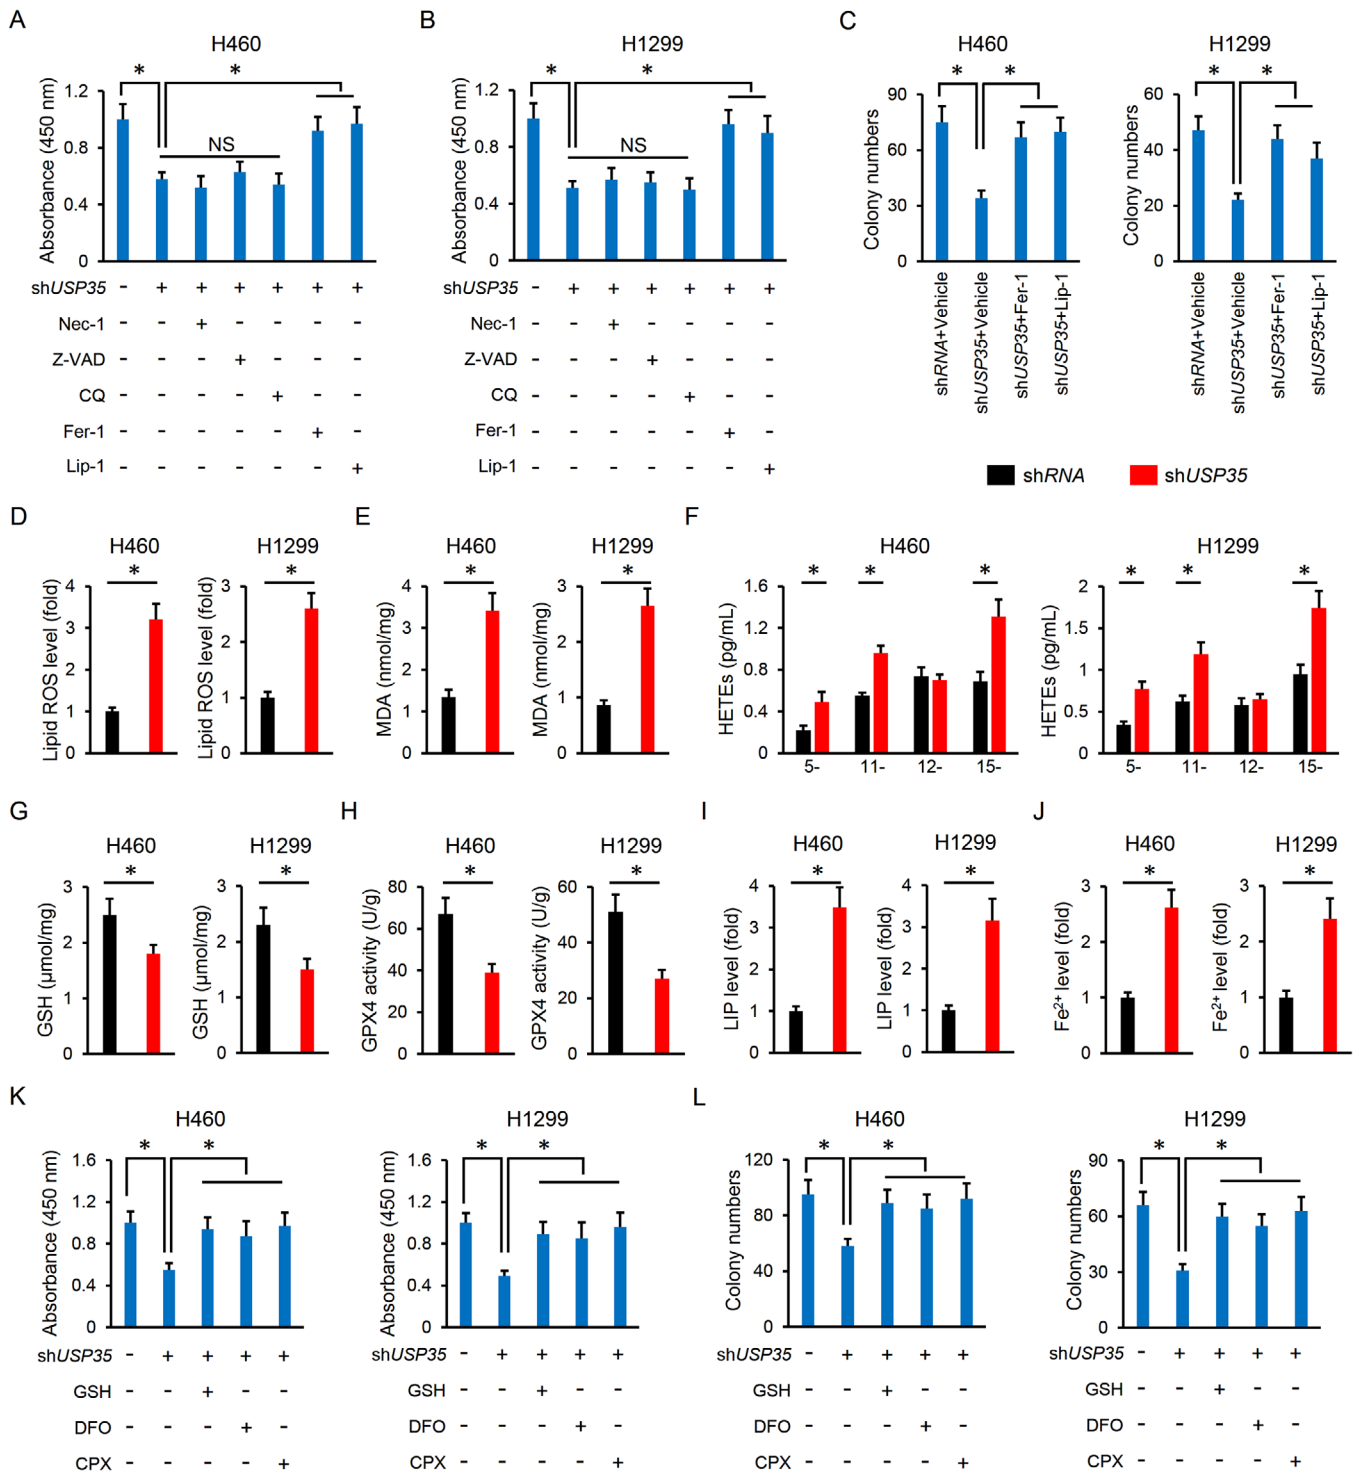 A
H460
Absorbance (450 nm)
1.2
0.8
0.4
0
*
*
NS
shUSP35 - + + + + + +
Nec-1 - - + - - - -
Z-VAD - - - + - - -
CQ - - - - + - -
Fer-1 - - - - - + -
Lip-1 - - - - - - +
B
H1299
Absorbance (450 nm)
1.2
0.8
0.4
0
*
*
NS
shUSP35 - + + + + + +
Nec-1 - - + - - - -
Z-VAD - - - + - - -
CQ - - - - + - -
Fer-1 - - - - - + -
Lip-1 - - - - - - +
C
H460
Colony numbers
90
60
30
0
* *
shRNA+Vehicle
shUSP35+Vehicle
shUSP35+Fer-1
shUSP35+Lip-1
H1299
Colony numbers
60
40
20
0
* *
shRNA+Vehicle
shUSP35+Vehicle
shUSP35+Fer-1
shUSP35+Lip-1
shRNA
shUSP35
D
H460
*
Lipid ROS level (fold)
4
3
2
1
0
H1299
*
Lipid ROS level (fold)
3
2
1
0
E
H460
*
MDA (nmol/mg)
4
3
2
1
0
H1299
*
MDA (nmol/mg)
3
2
1
0
F
H460
* * *
HETEs (pg/mL)
1.6
1.2
0.8
0.4
0
5- 11- 12- 15-
H1299
* * *
HETEs (pg/mL)
2
1.5
1
0.5
0
5- 11- 12- 15-
G
H460
*
GSH (μmol/mg)
3
2
1
0
H1299
*
GSH (μmol/mg)
3
2
1
0
H
H460
*
GPX4 activity (U/g)
80
60
40
20
0
H1299
*
GPX4 activity (U/g)
60
40
20
0
I
H460
*
LIP level (fold)
4
3
2
1
0
H1299
*
LIP level (fold)
4
3
2
1
0
J
H460
*
Fe²⁺ level (fold)
3
2
1
0
H1299
*
Fe²⁺ level (fold)
3
2
1
0
K
H460
* *
Absorbance (450 nm)
1.6
1.2
0.8
0.4
0
shUSP35 - + + + +
GSH - - + - -
DFO - - - + -
CPX - - - - +
H1299
* *
Absorbance (450 nm)
1.6
1.2
0.8
0.4
0
shUSP35 - + + + +
GSH - - + - -
DFO - - - + -
CPX - - - - +
L
H460
* *
Colony numbers
120
80
40
0
shUSP35 - + + + +
GSH - - + - -
DFO - - - + -
CPX - - - - +
H1299
* *
Colony numbers
90
60
30
0
shUSP35 - + + + +
GSH - - + - -
DFO - - - + -
CPX - - - - +